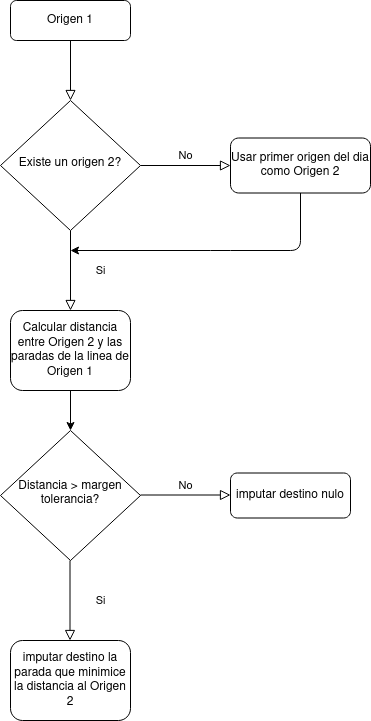 Origen 1
Existe un origen 2?
No
Usar primer origen del dia
como Origen 2
Si
Calcular distancia
entre Origen 2 y las
paradas de la linea de
Origen 1
Distancia > margen
tolerancia?
No
imputar destino nulo
Si
imputar destino la
parada que minimice
la distancia al Origen
2